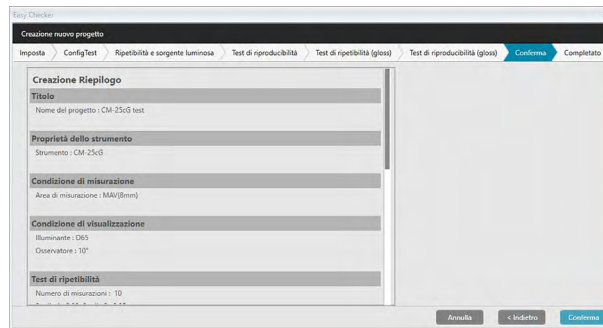 Easy Checker
Creazione nuovo progetto
Imposta ConfigTest Ripetibilità e sorgente luminosa Test di riproducibilità Test di ripetibilità (gloss) Test di riproducibilità (gloss) Conferma Completato
Creazione Riepilogo
Titolo
Nome del progetto : CM-25cG test
Proprietà dello strumento
Strumento : CM-25cG
Condizione di misurazione
Area di misurazione : MAV(8mm)
Condizione di visualizzazione
Illuminante : D65
Osservatore : 10°
Test di ripetibilità
Numero di misurazioni : 10
Annulla < Indietro Conferma